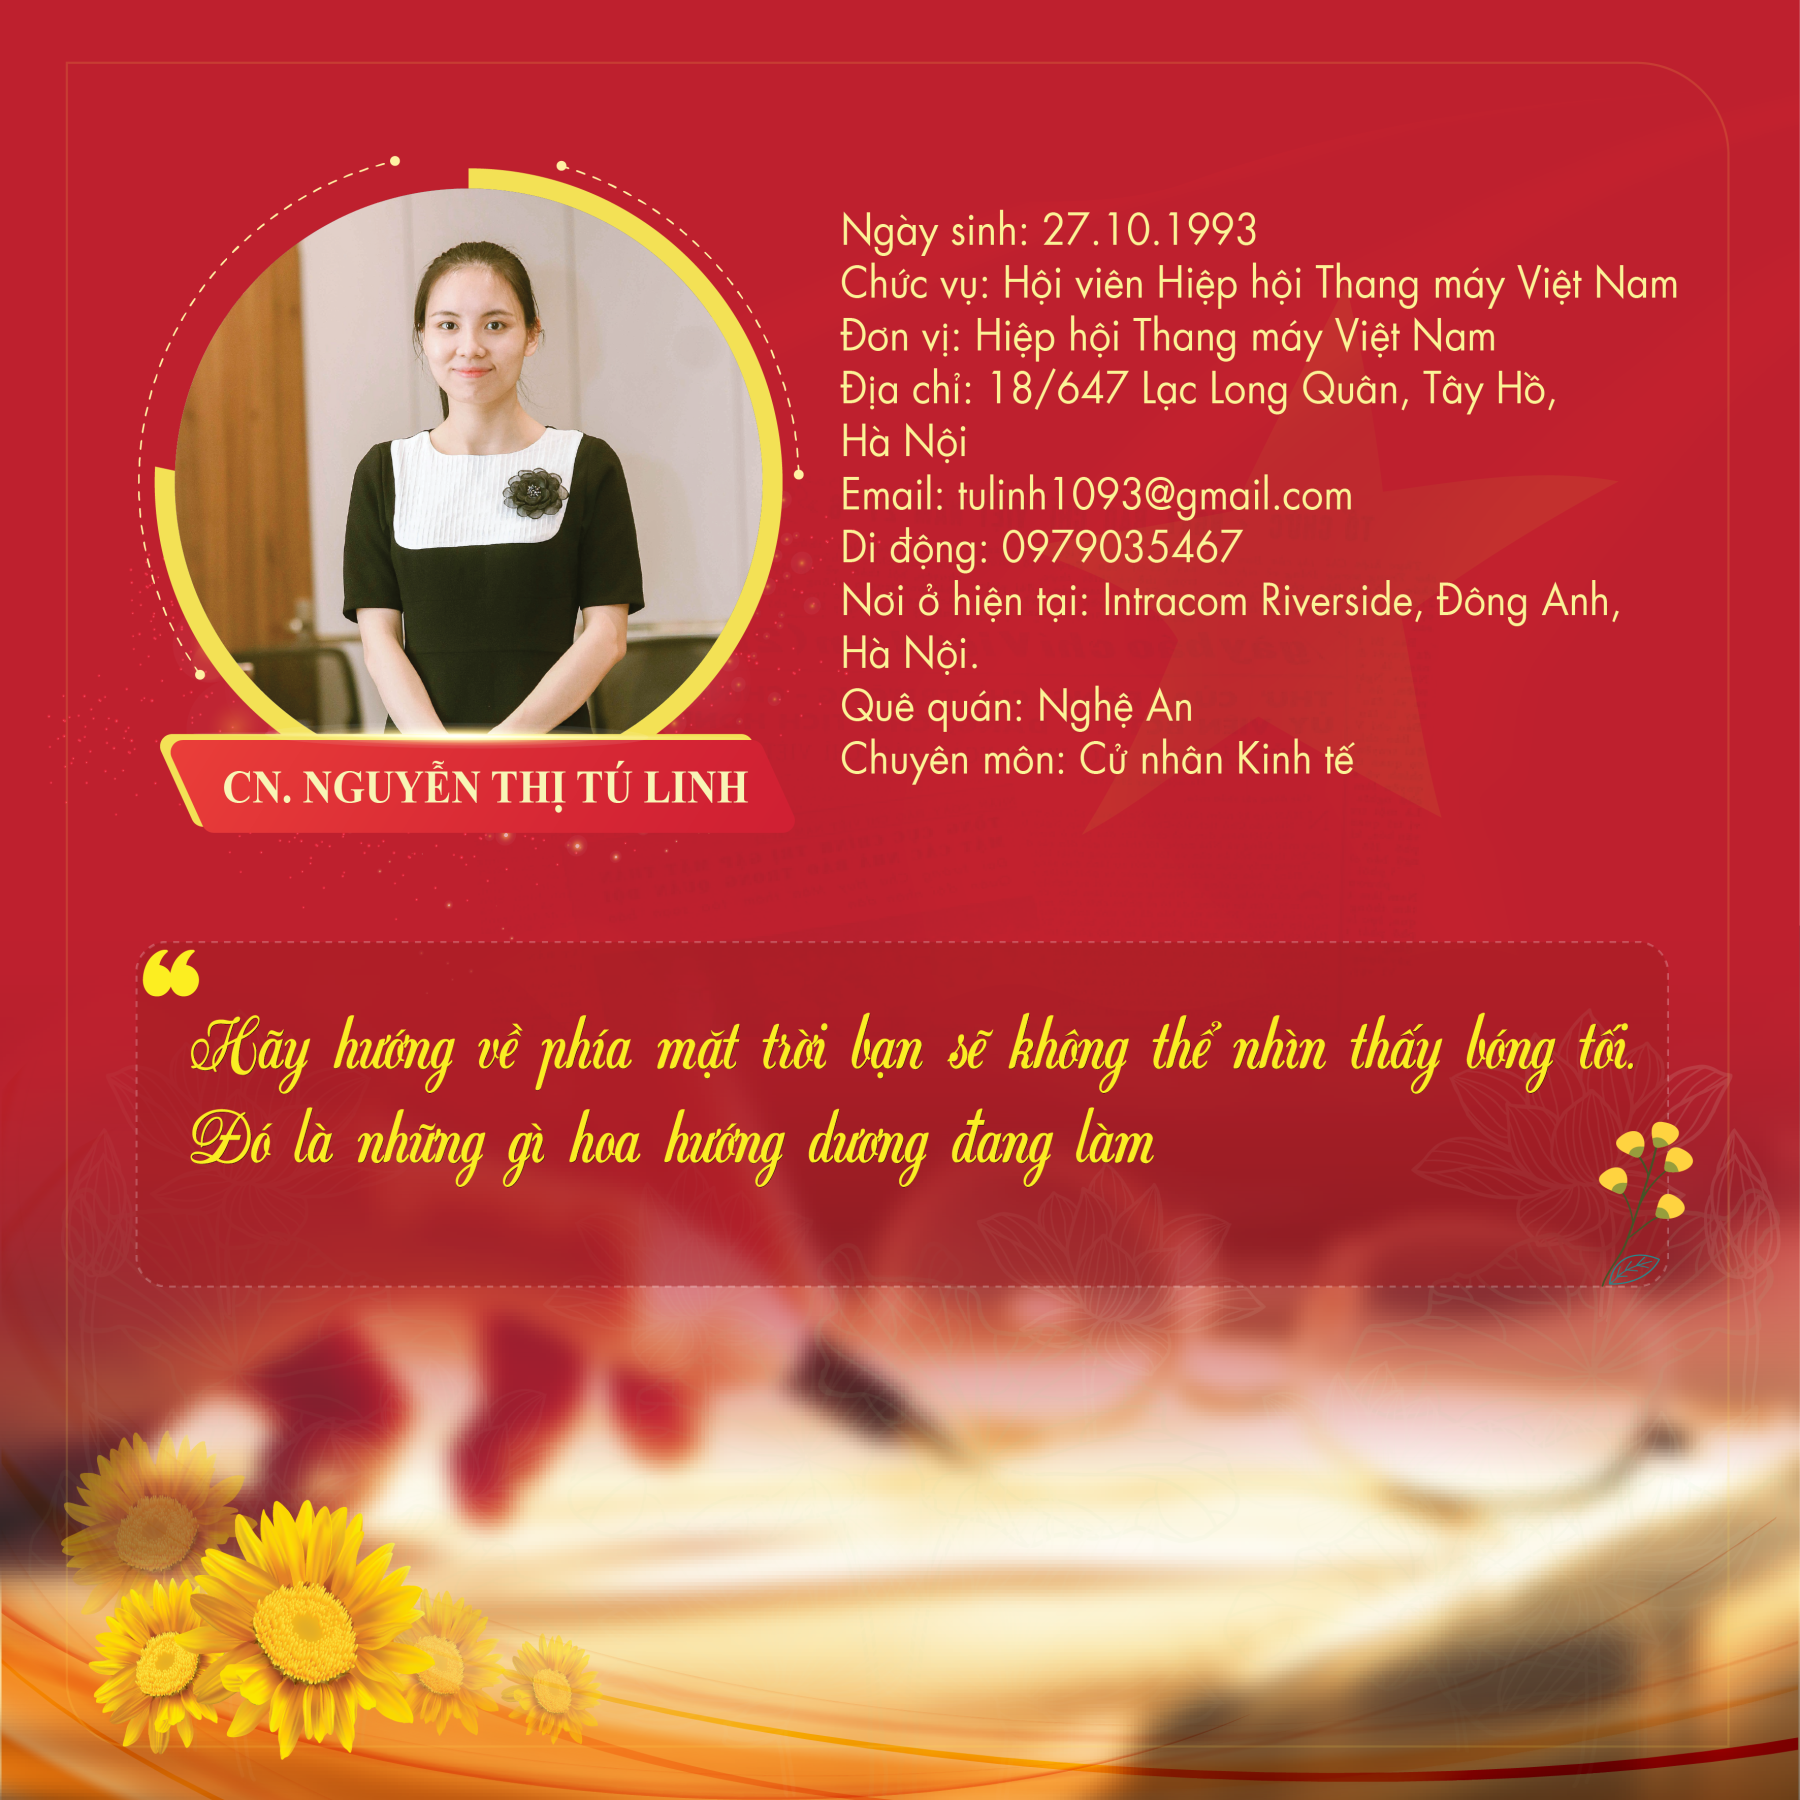 Ngày sinh: 27.10.1993
Chức vụ: Hội viên Hiệp hội Thang máy Việt Nam
Đơn vị: Hiệp hội Thang máy Việt Nam
Địa chỉ: 18/647 Lạc Long Quân, Tây Hồ,
Hà Nội
Email: tulinh1093@gmail.com
Di động: 0979035467
Nơi ở hiện tại: Intracom Riverside, Đông Anh,
Hà Nội.
Quê quán: Nghệ An
Chuyên môn: Cử nhân Kinh tế
CN. NGUYỄN THỊ TÚ LINH
“
Hãy hướng về phía mặt trời bạn sẽ không thể nhìn thấy bóng tối.
Đó là những gì hoa hướng dương đang làm